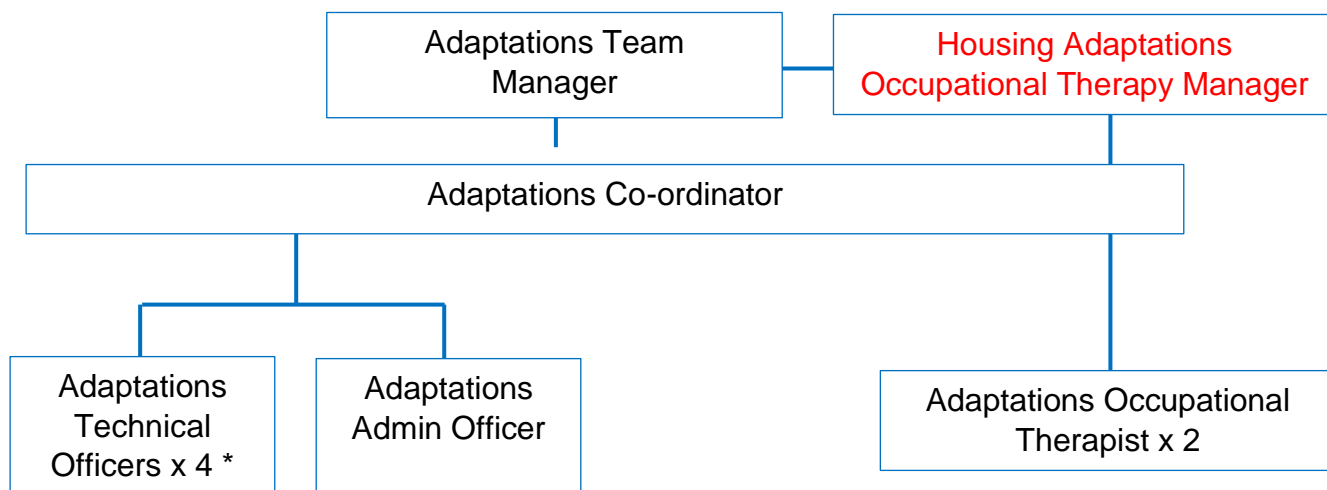 Adaptations Team
Manager
Housing Adaptations
Occupational Therapy Manager
Adaptations Co-ordinator
Adaptations
Technical
Officers x 4 *
Adaptations
Admin Officer
Adaptations Occupational
Therapist x 2